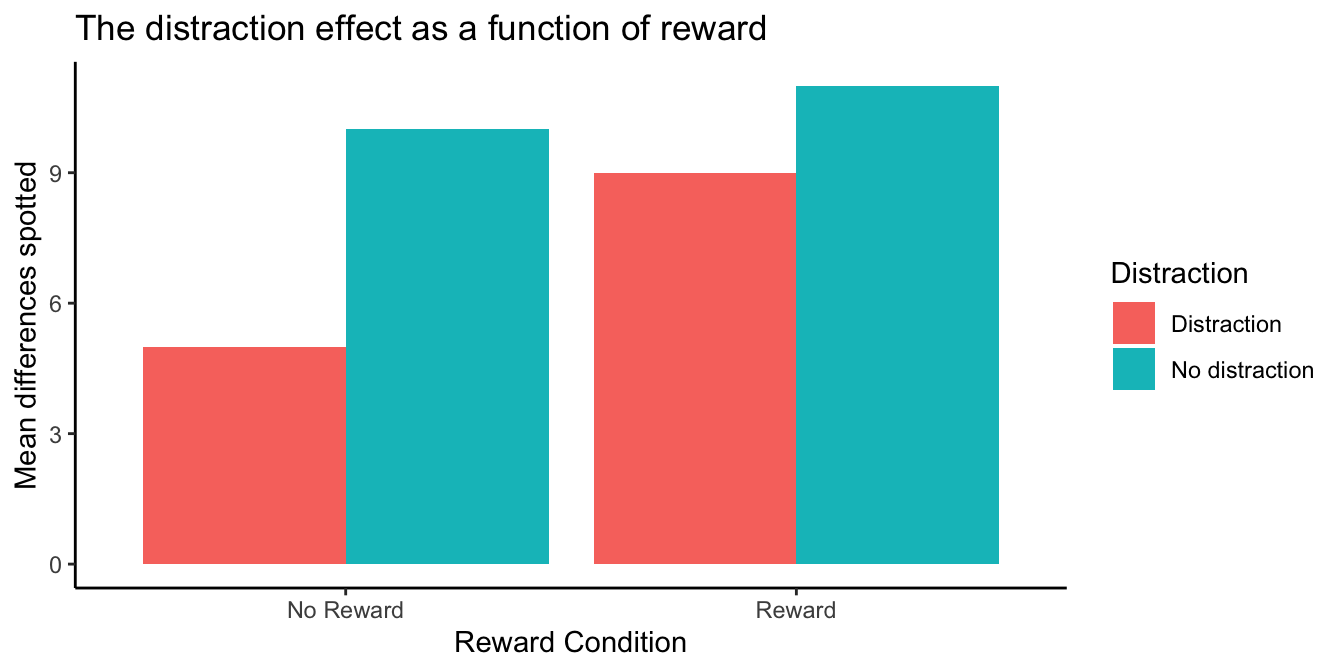 The distraction effect as a function of reward
Mean differences spotted
9
6
3
0
No Reward
Reward
Reward Condition
Distraction
Distraction
No distraction